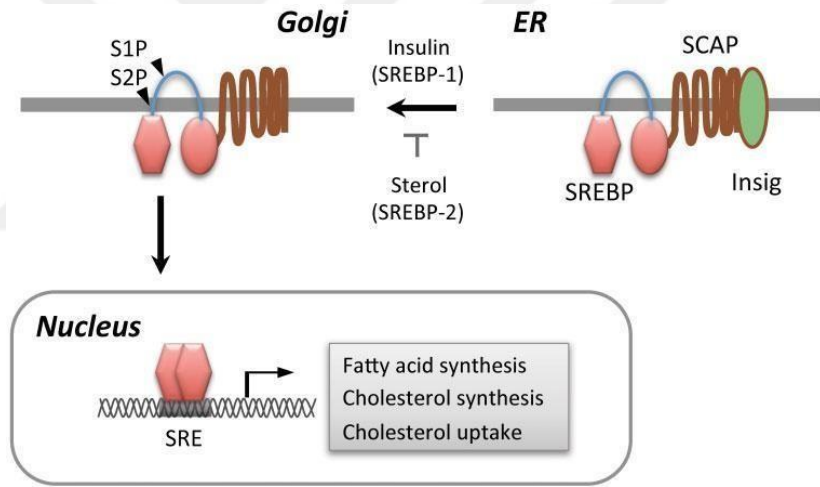 Golgi
ER
S1P
S2P
Insulin
(SREBP-1)
SCAP
Sterol
(SREBP-2)
SREBP
Insig
Nucleus
SRE
Fatty acid synthesis
Cholesterol synthesis
Cholesterol uptake